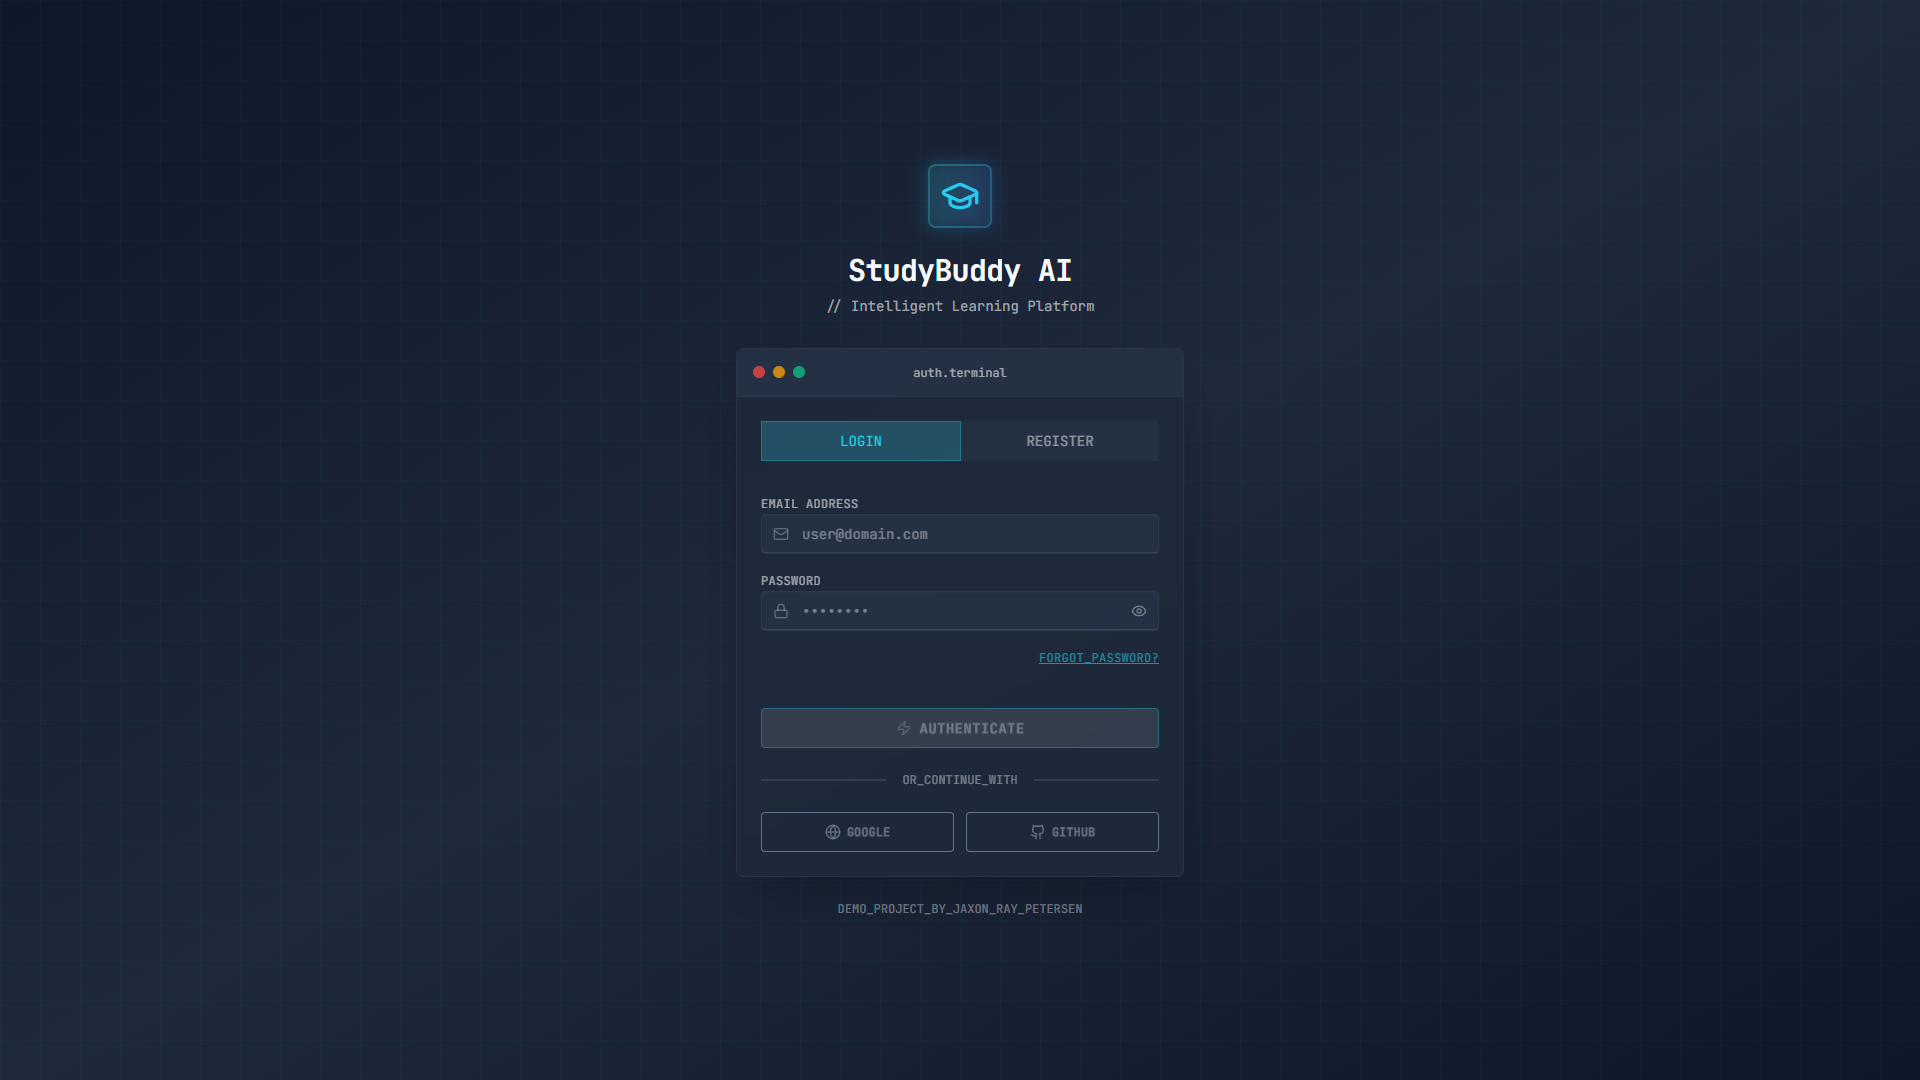 StudyBuddy AI
// Intelligent Learning Platform
auth.terminal
LOGIN
REGISTER
EMAIL ADDRESS
user@domain.com
PASSWORD
••••••••
FORGOT_PASSWORD?
AUTHENTICATE
OR_CONTINUE_WITH
GOOGLE
GITHUB
DEMO_PROJECT_BY_JAXON_RAY_PETERSEN